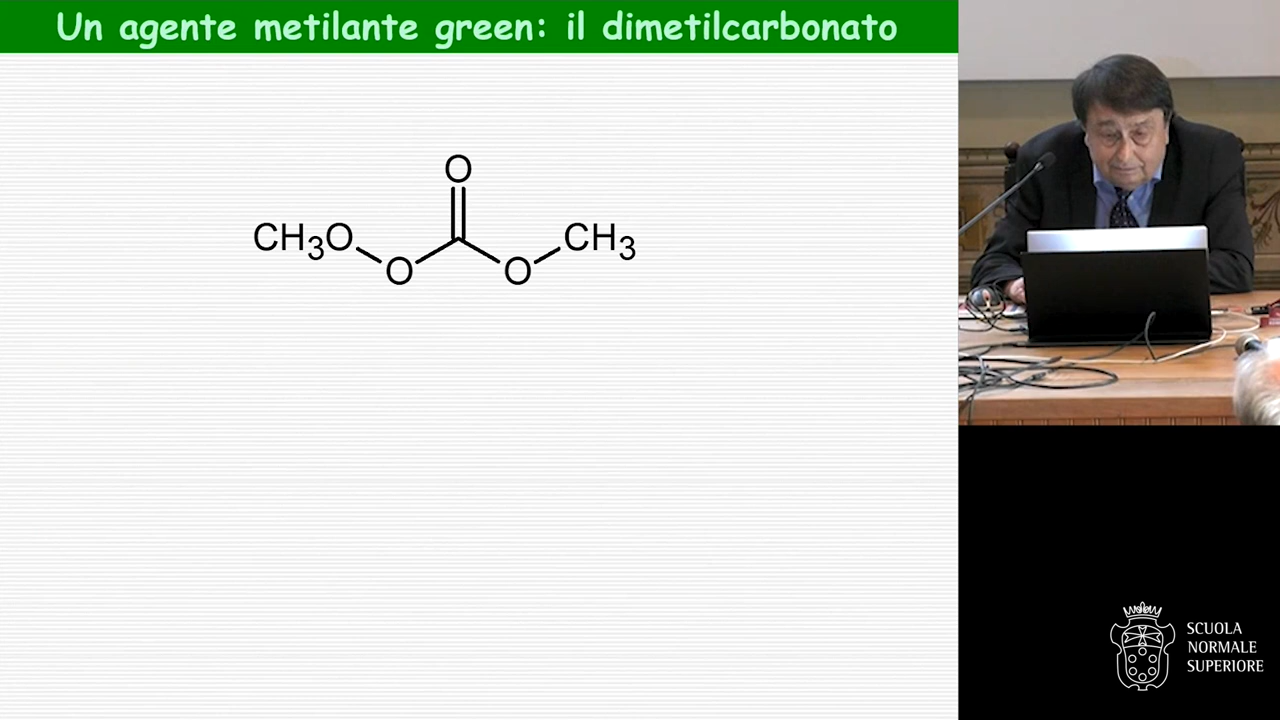 Un agente metilante green: il dimetilcarbonato
O
CH3O
CH3
O
O
SCUOLA
NORMALE
SUPERIORE